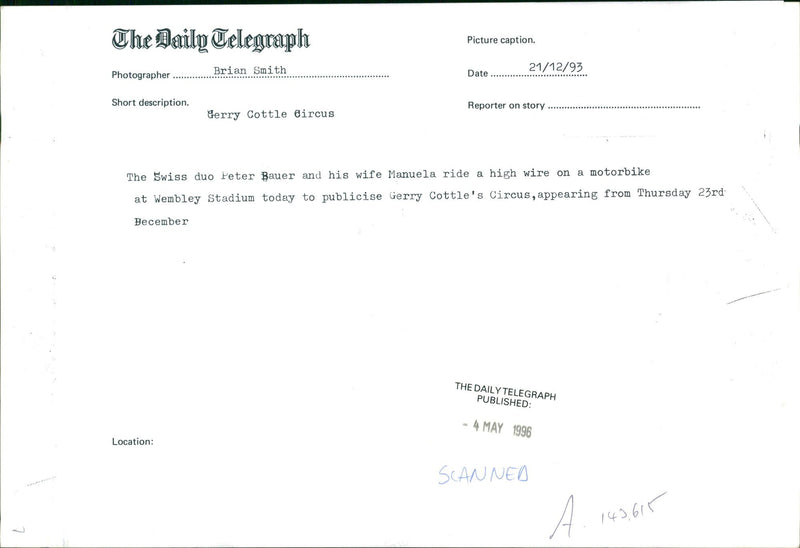 The Daily Telegraph
Picture caption.
Photographer Brian Smith
Date 21/12/93
Short description.
Reporter on story
Gerry Cottle Circus
The Swiss duo Peter Bauer and his wife Manuela ride a high wire on a motorbike
at Wembley Stadium today to publicise Gerry Cottle's Circus,appearing from Thursday 23rd
December
THE DAILY TELEGRAPH
PUBLISHED:
- 4 MAY 1996
Location:
SCANNED
A. 143,615